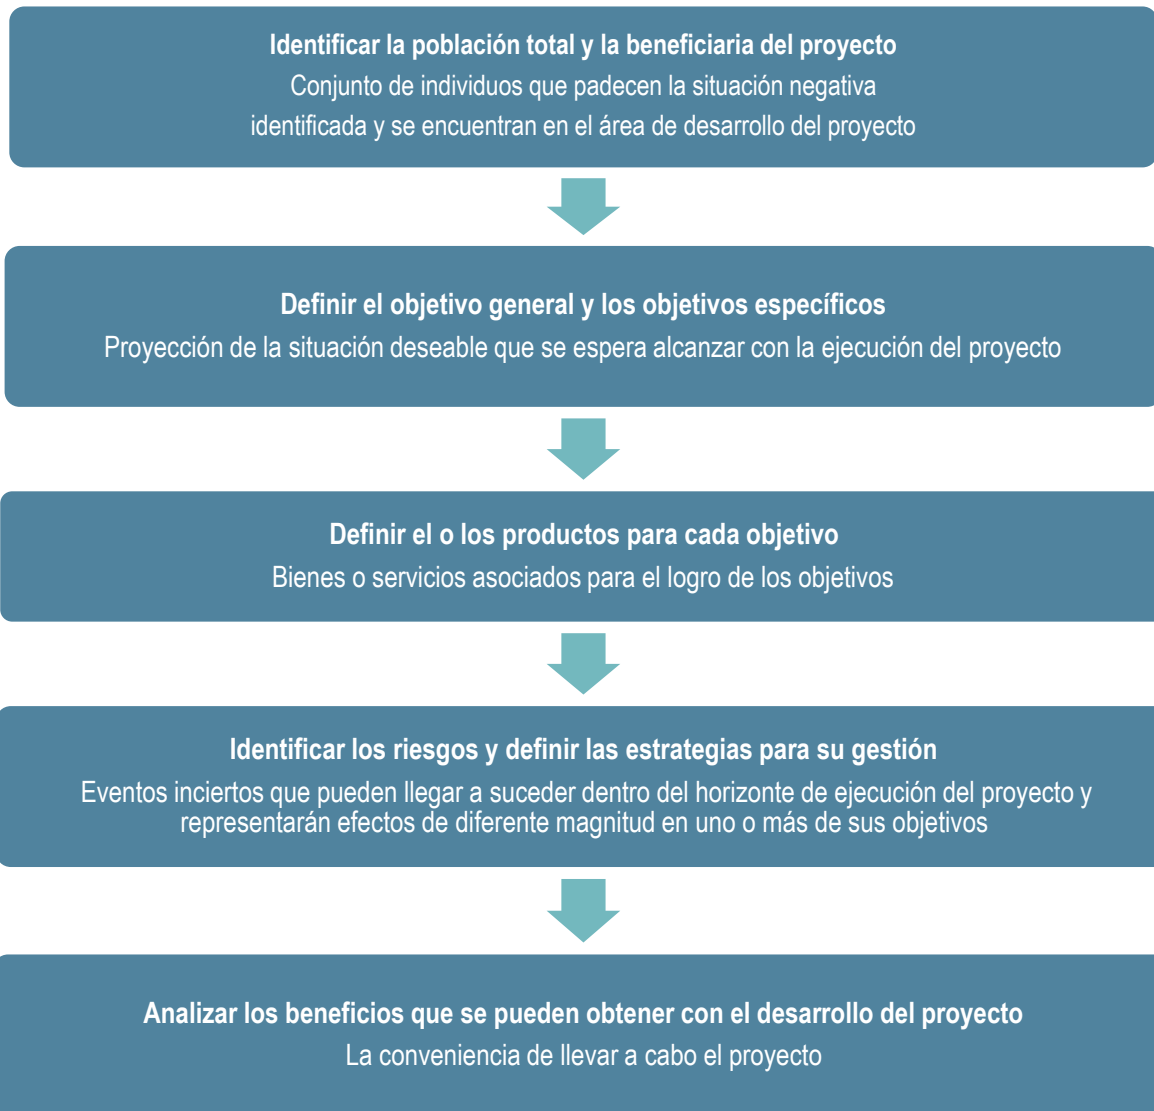 Identificar la población total y la beneficiaria del proyecto
Conjunto de individuos que padecen la situación negativa
identificada y se encuentran en el área de desarrollo del proyecto
Definir el objetivo general y los objetivos específicos
Proyección de la situación deseable que se espera alcanzar con la ejecución del proyecto
Definir el o los productos para cada objetivo
Bienes o servicios asociados para el logro de los objetivos
Identificar los riesgos y definir las estrategias para su gestión
Eventos inciertos que pueden llegar a suceder dentro del horizonte de ejecución del proyecto y
representarán efectos de diferente magnitud en uno o más de sus objetivos
Analizar los beneficios que se pueden obtener con el desarrollo del proyecto
La conveniencia de llevar a cabo el proyecto